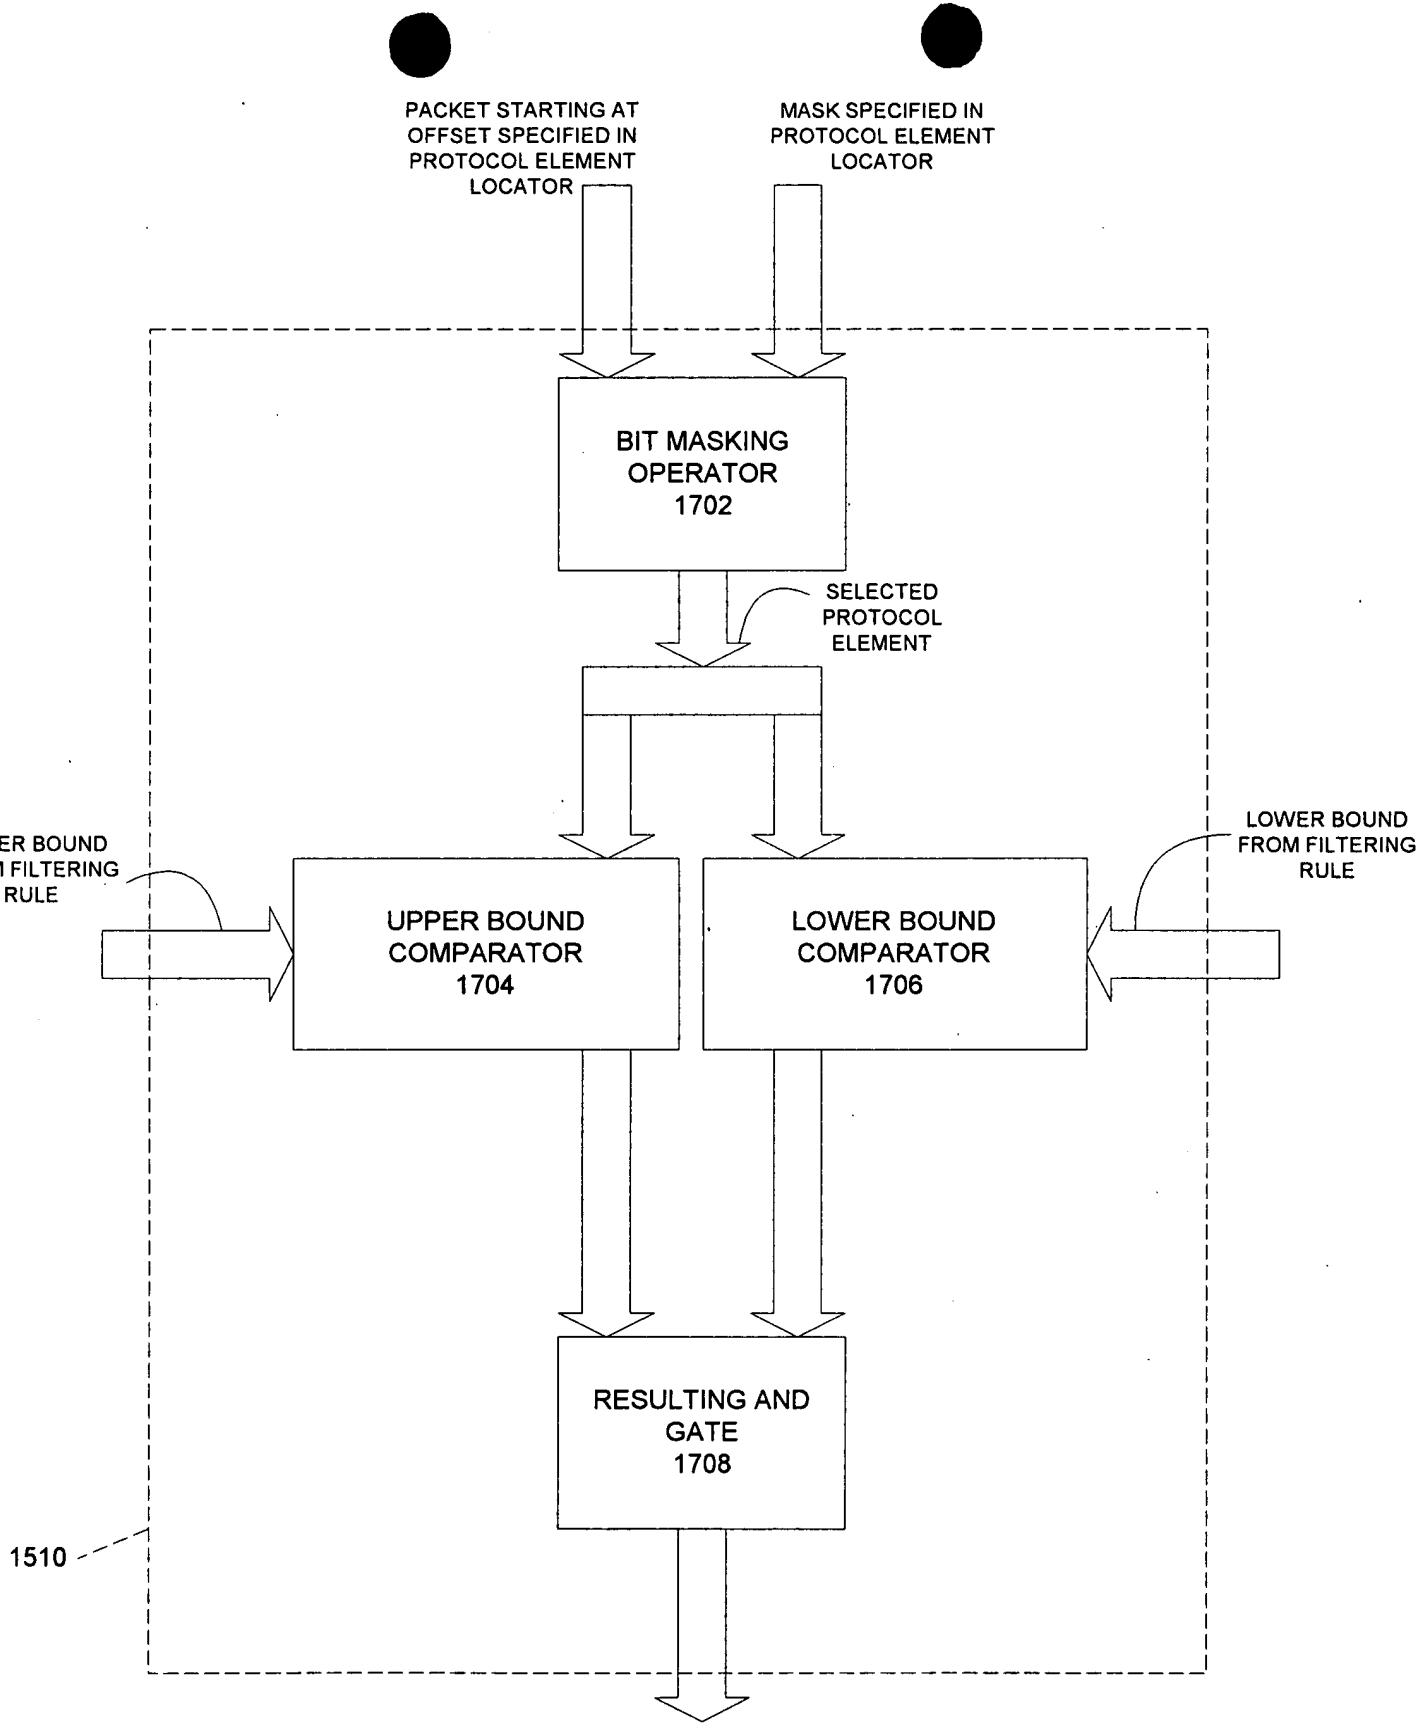 PACKET STARTING AT
OFFSET SPECIFIED IN
PROTOCOL ELEMENT
LOCATOR
MASK SPECIFIED IN
PROTOCOL ELEMENT
LOCATOR
BIT MASKING
OPERATOR
1702
SELECTED
PROTOCOL
ELEMENT
ER BOUND
FILTERING
RULE
LOWER BOUND
FROM FILTERING
RULE
UPPER BOUND
COMPARATOR
1704
LOWER BOUND
COMPARATOR
1706
RESULTING AND
GATE
1708
1510